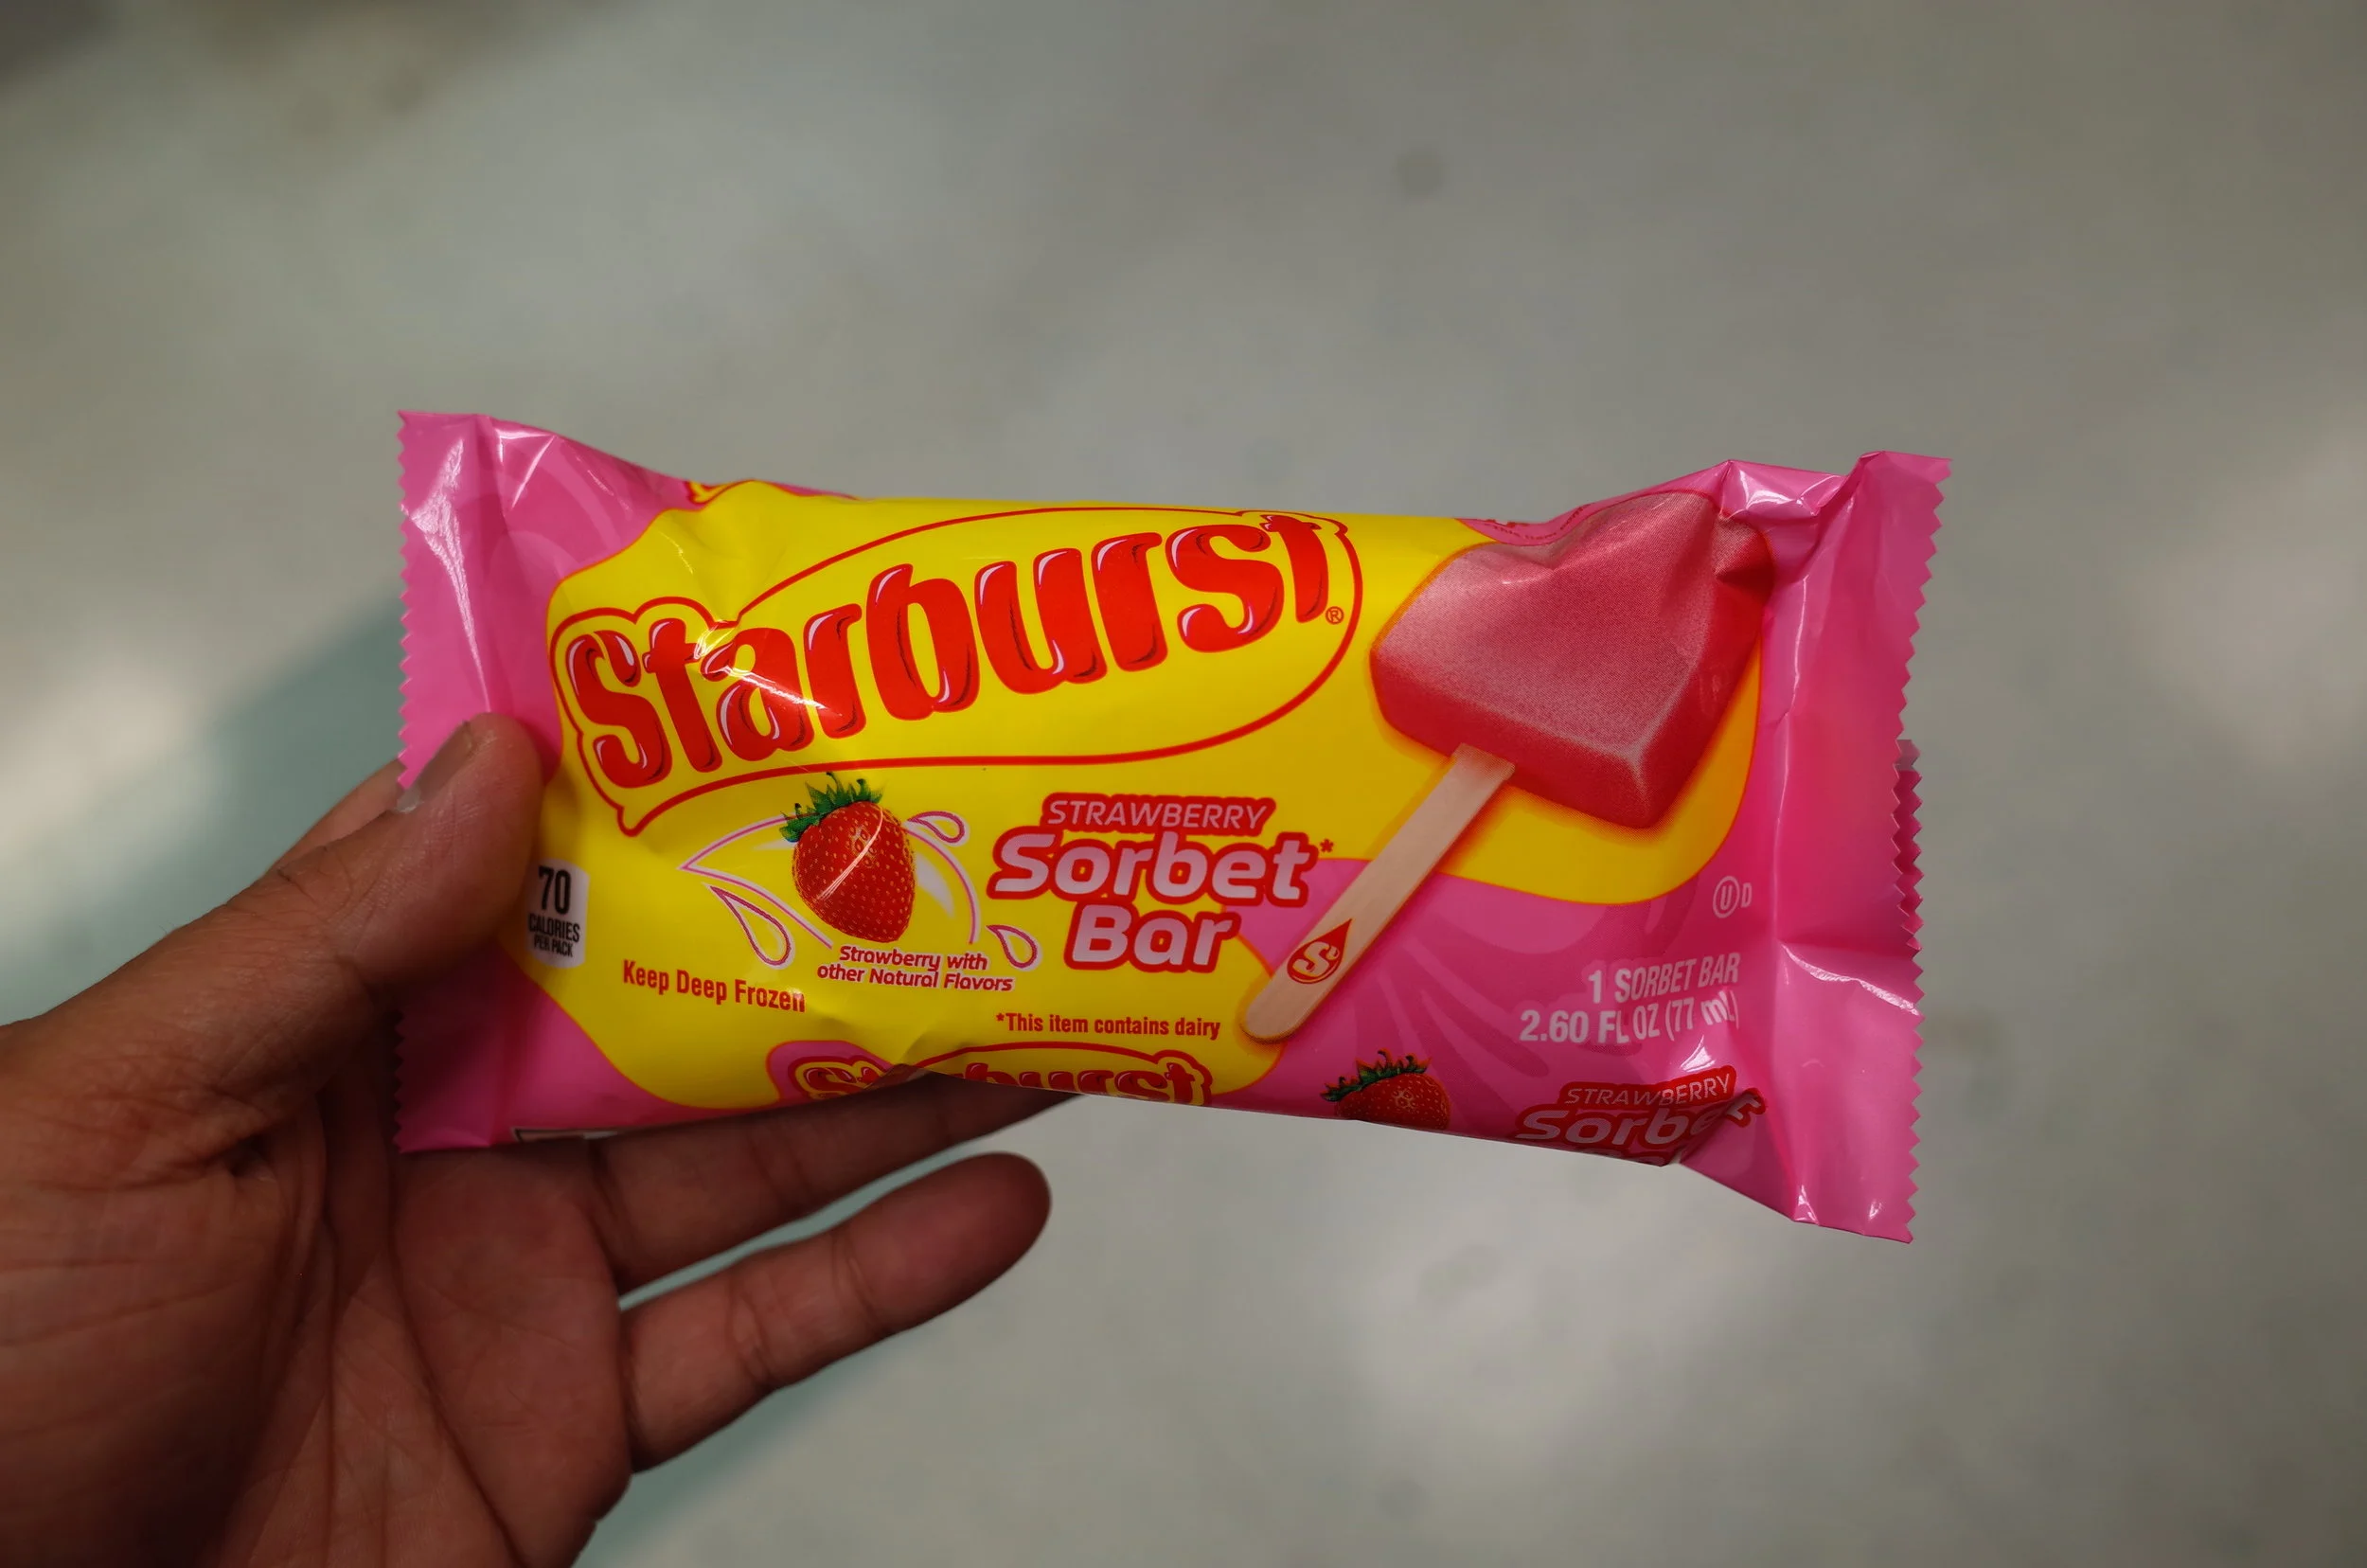 Starburst®
STRAWBERRY
Sorbet*
Bar
70
CALORIES
PER PACK
Strawberry with
other Natural Flavors
Keep Deep Frozen
*This item contains dairy
S
U D
1 SORBET BAR
2.60 FL OZ (77 mL)
Starburst
STRAWBERRY